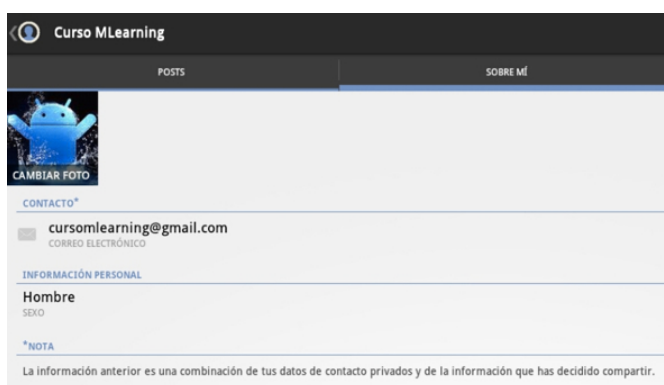 Curso MLearning
POSTS
SOBRE MÍ
CAMBIAR FOTO
CONTACTO*
cursomlearning@gmail.com
CORREO ELECTRÓNICO
INFORMACIÓN PERSONAL
Hombre
SEXO
*NOTA
La información anterior es una combinación de tus datos de contacto privados y de la información que has decidido compartir.